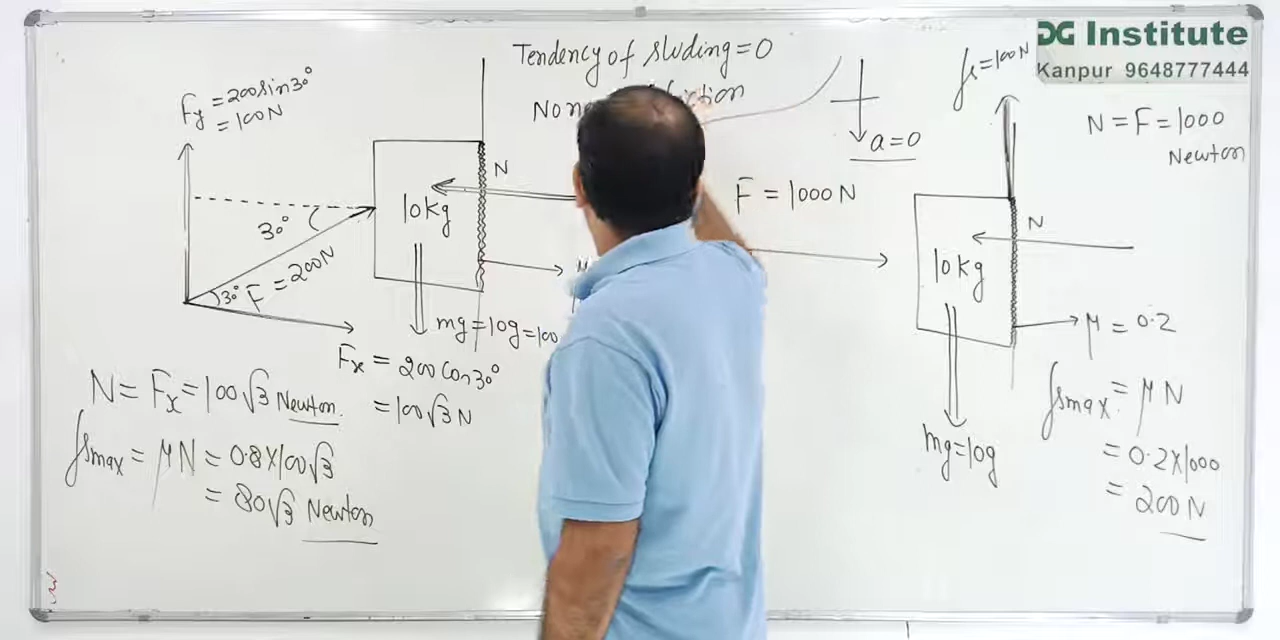 DG Institute
Kanpur 9648777444
Tendency of sliding = 0
No
a = 0
Fy = 200 sin 30°
= 100 N
30°
30°
F = 200N
10kg
N
mg = 10g = 100
Fx = 200 Cos 30°
= 100√3 N
N = Fx = 100√3 Newton.
fsmax = μN = 0.8×100√3
= 80√3 Newton
F = 1000 N
fs = 100 N
N = F = 1000
Newton
10kg
N
μ = 0.2
mg = 10g
fsmax = μN
= 0.2×1000
= 200 N